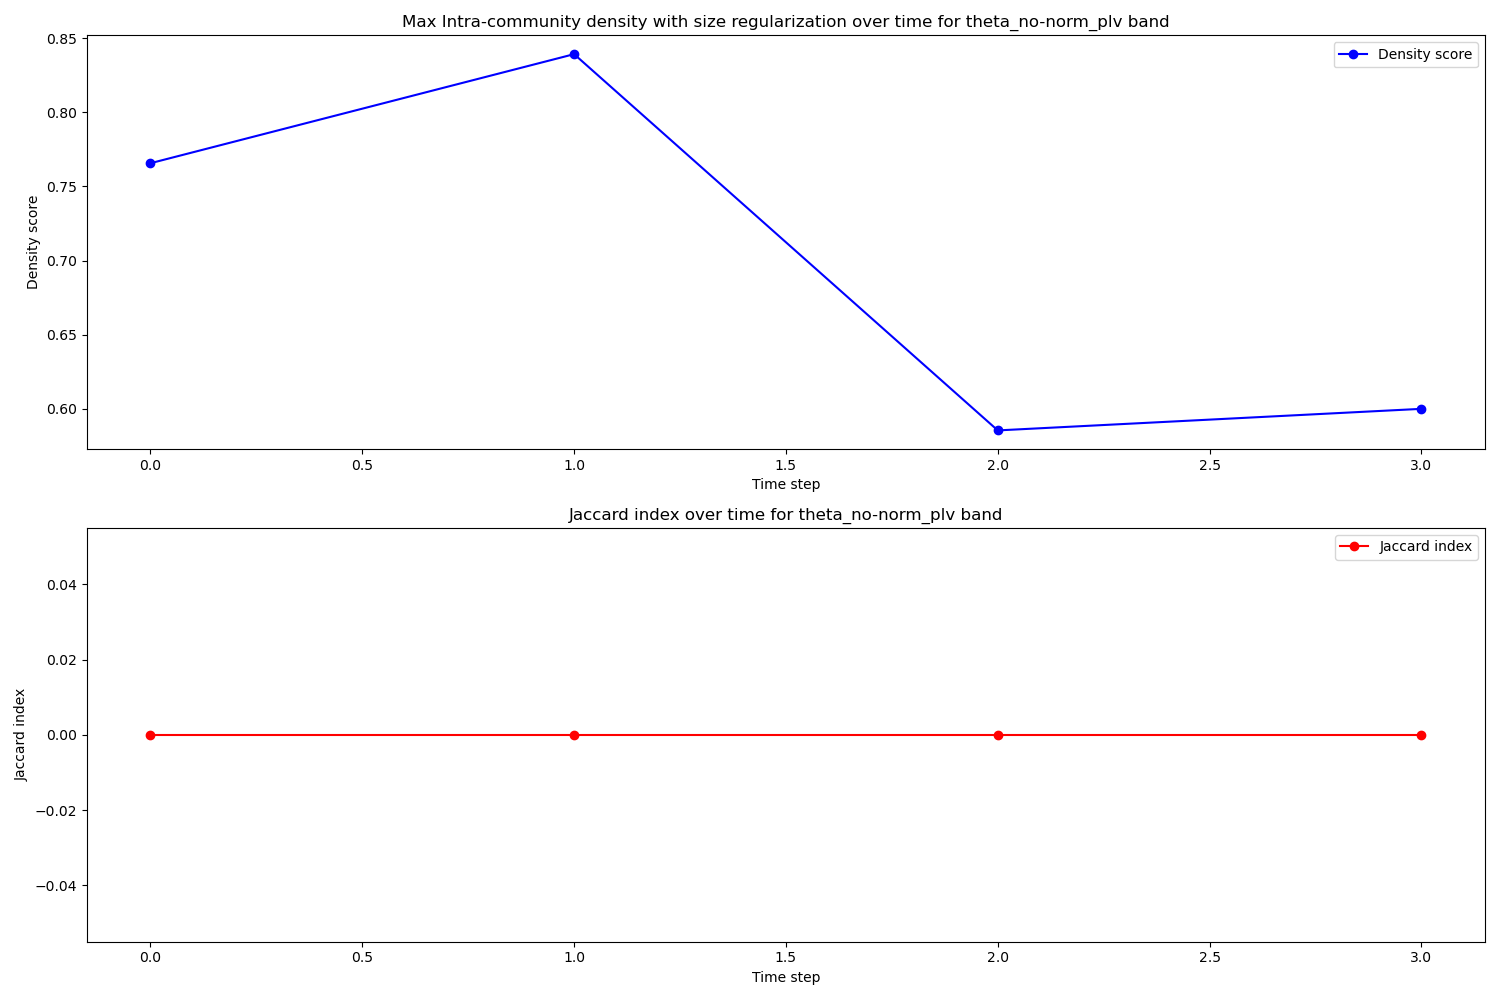 Max Intra-community density with size regularization over time for theta_no-norm_plv band
Density score
0.85
0.80
0.75
0.70
0.65
0.60
Density score
0.0 0.5 1.0 1.5 2.0 2.5 3.0
Time step
Jaccard index over time for theta_no-norm_plv band
Jaccard index
0.04
0.02
0.00
−0.02
−0.04
Jaccard index
0.0 0.5 1.0 1.5 2.0 2.5 3.0
Time step